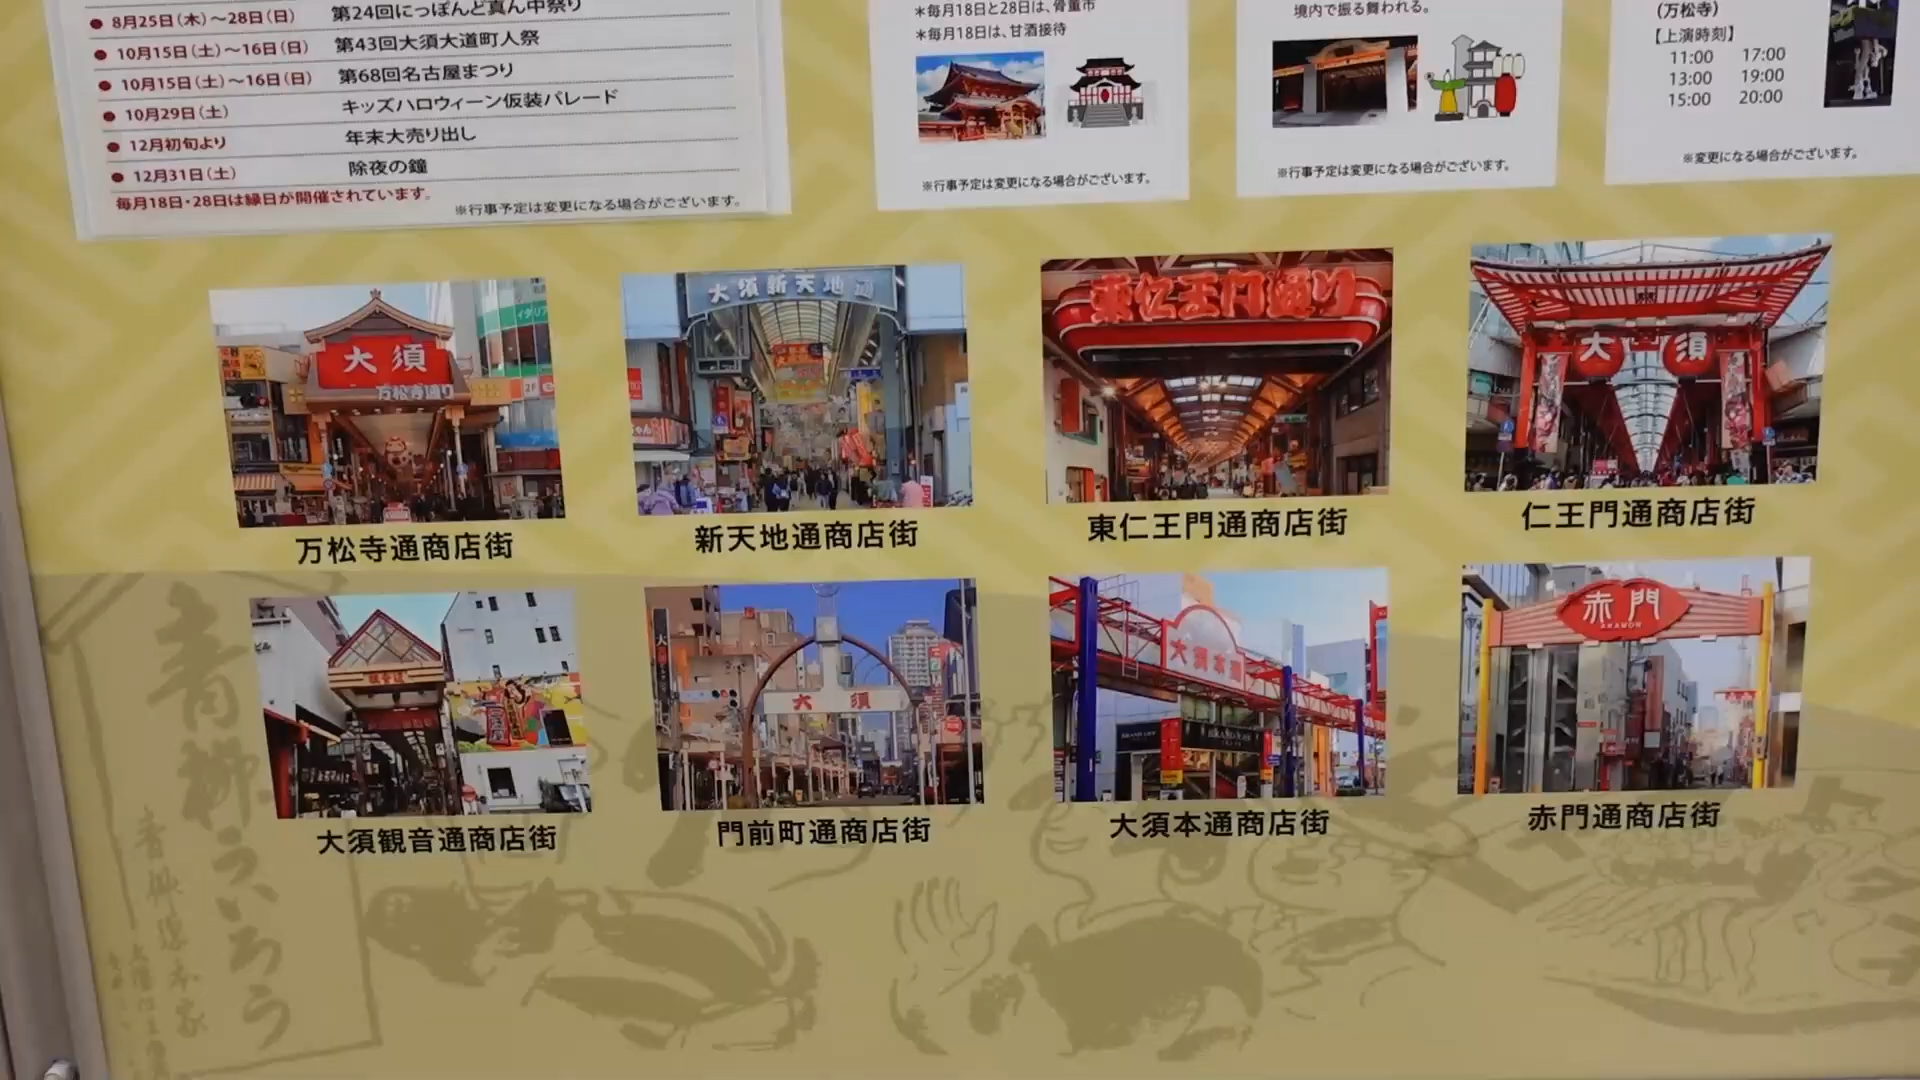 8月25日(木)～28日(日) 第24回にっぽんど真ん中祭り
10月15日(土)～16日(日) 第43回大須大道町人祭
10月15日(土)～16日(日) 第68回名古屋まつり
10月29日(土) キッズハロウィーン仮装パレード
12月初旬より 年末大売り出し
12月31日(土) 除夜の鐘
毎月18日・28日は縁日が開催されています。
※行事予定は変更になる場合がございます。
＊毎月18日と28日は、骨董市
＊毎月18日は、甘酒接待
※行事予定は変更になる場合がございます。
境内で振る舞われる。
※行事予定は変更になる場合がございます。
(万松寺)
【上演時刻】
11:00 17:00
13:00 19:00
15:00 20:00
※変更になる場合がございます。
大須
万松寺通り
万松寺通商店街
大須新天地通
新天地通商店街
東仁王門通り
東仁王門通商店街
大須
仁王門通商店街
大須観音通商店街
大須
門前町通商店街
大須本通
大須本通商店街
赤門
AKAMON
赤門通商店街
青柳ういろう